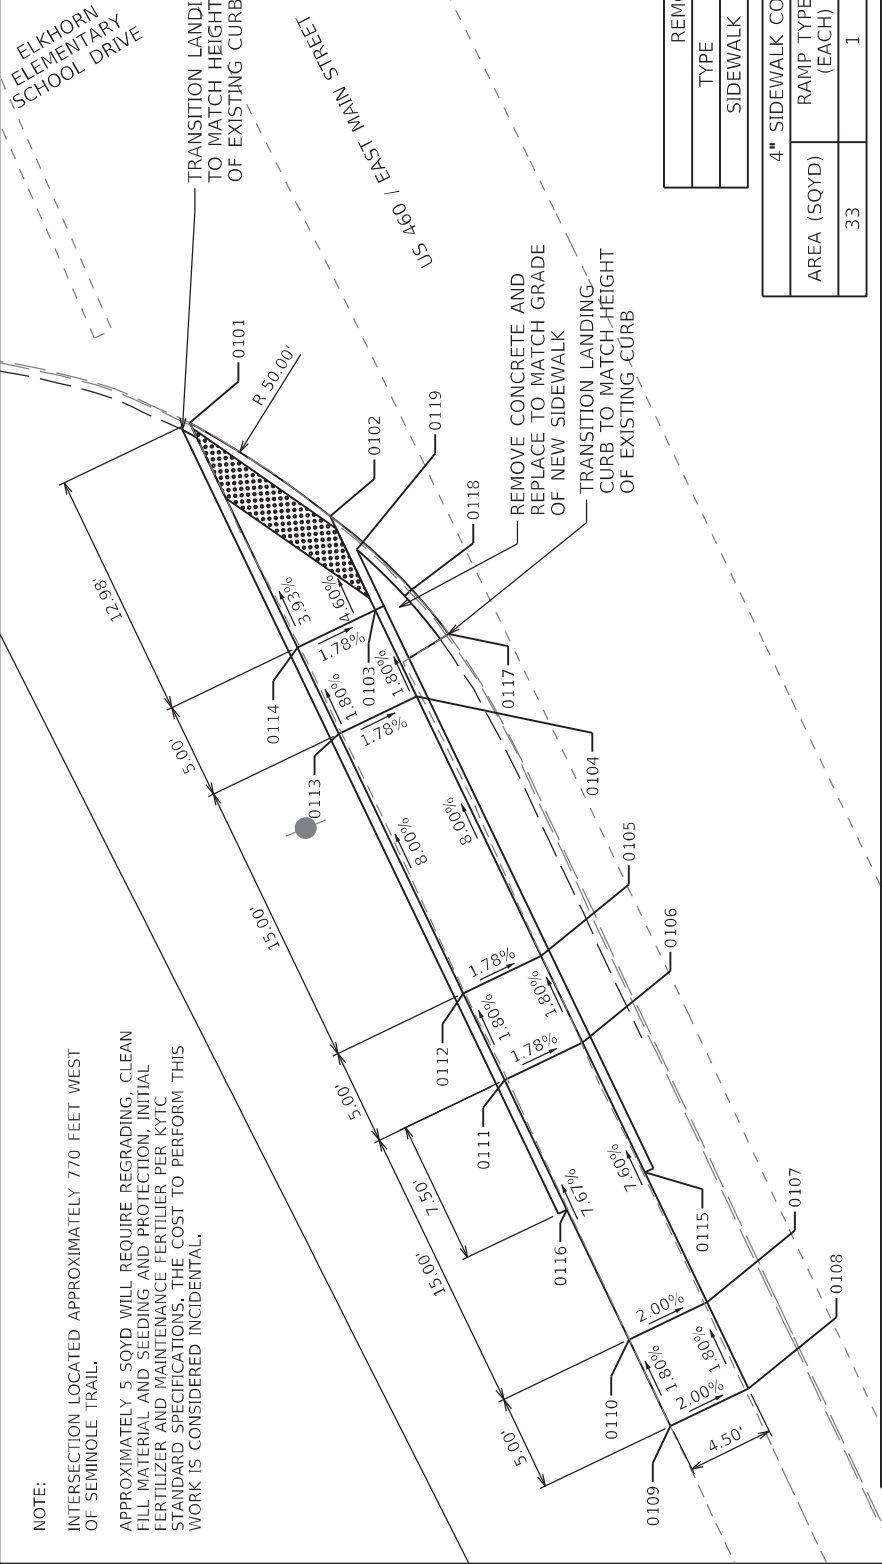 NOTE:
INTERSECTION LOCATED APPROXIMATELY 770 FEET WEST
OF SEMINOLE TRAIL.
APPROXIMATELY 5 SQYD WILL REQUIRE REGRADING, CLEAN
FILL MATERIAL AND SEEDING AND PROTECTION, INITIAL
FERTILIZER AND MAINTENANCE FERTILIER PER KYTC
STANDARD SPECIFICATIONS. THE COST TO PERFORM THIS
WORK IS CONSIDERED INCIDENTAL.
ELKHORN
ELEMENTARY
SCHOOL DRIVE
TRANSITION LANDI
TO MATCH HEIGHT
OF EXISTING CURB
US 460 / EAST MAIN STREET
0101
R 50.00'
0102
0119
0118
REMOVE CONCRETE AND
REPLACE TO MATCH GRADE
OF NEW SIDEWALK
TRANSITION LANDING
CURB TO MATCH HEIGHT
OF EXISTING CURB
12.98'
5.00'
15.00'
5.00'
7.50'
15.00'
5.00'
4.50'
3.93%
4.60%
1.78%
1.80%
0103
1.80%
1.78%
0114
0113
0117
0104
8.00%
8.00%
0105
0106
1.78%
1.80%
1.80%
1.78%
0112
0111
7.67%
7.60%
0116
0115
0107
0108
2.00%
1.80%
1.80%
2.00%
0110
0109
REMO
TYPE
SIDEWALK
4" SIDEWALK CO
AREA (SQYD)
RAMP TYPE
(EACH)
33
1